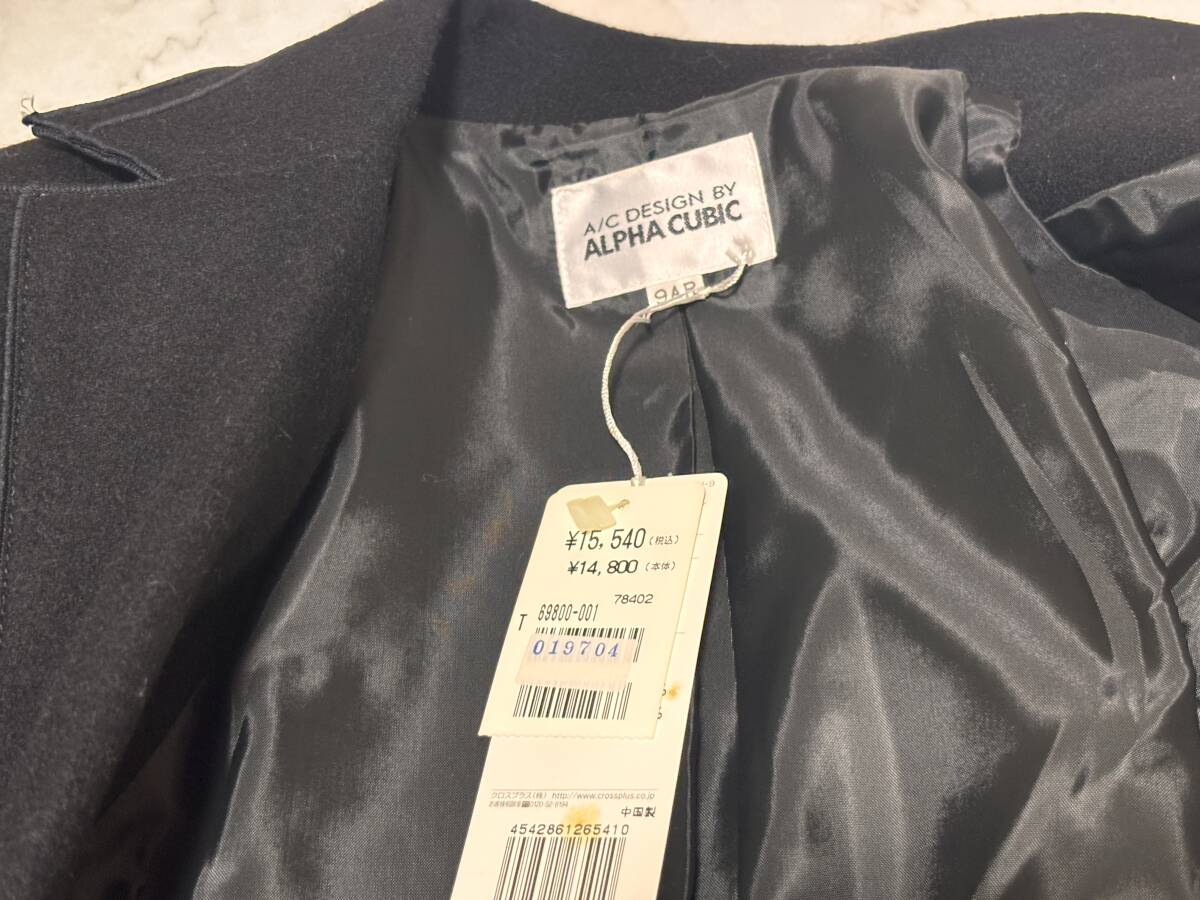 A/C DESIGN BY
ALPHA CUBIC
9AR
¥15,540(税込)
¥14,800(本体)
78402
T 69800-001
019704
クロスプラス(株) http://www.crossplus.co.jp
中国製
4542861265410